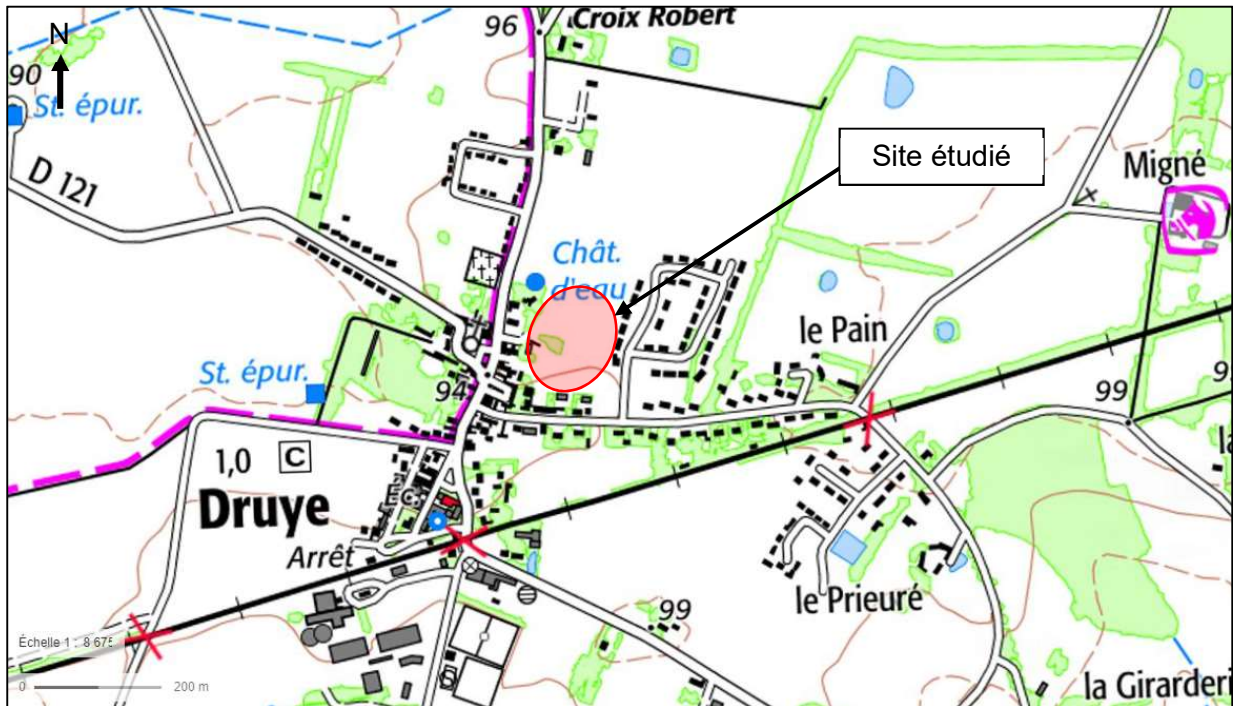 N
90
St. épur.
D 121
96
Croix Robert
Site étudié
Migné
Chât.
d'eau
le Pain
St. épur.
94
99
1,0 C
Druye
Arrêt
le Prieuré
99
Échelle 1 : 8 675
0 200 m
la Girarderi